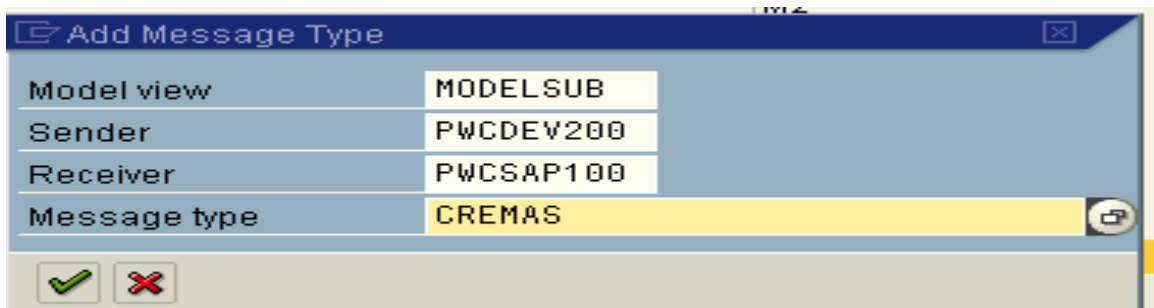 Add Message Type
Model view MODELSUB
Sender PWCDEV200
Receiver PWCSAP100
Message type CREMAS